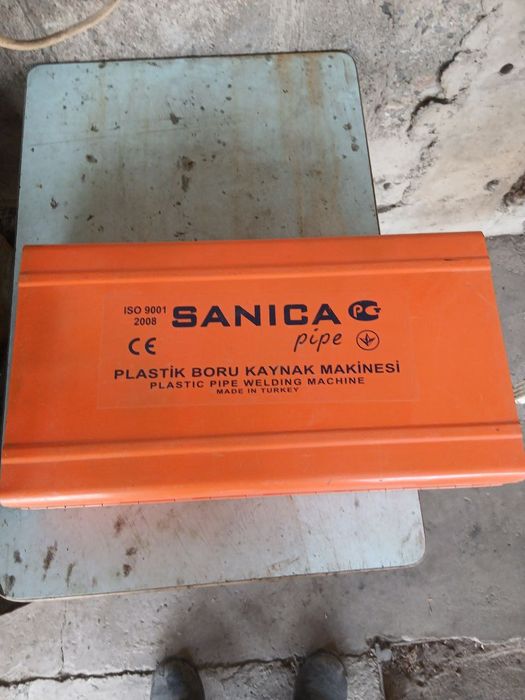 ISO 9001
2008
SANICA
pipe
CE
PLASTİK BORU KAYNAK MAKİNESİ
PLASTIC PIPE WELDING MACHINE
MADE IN TURKEY